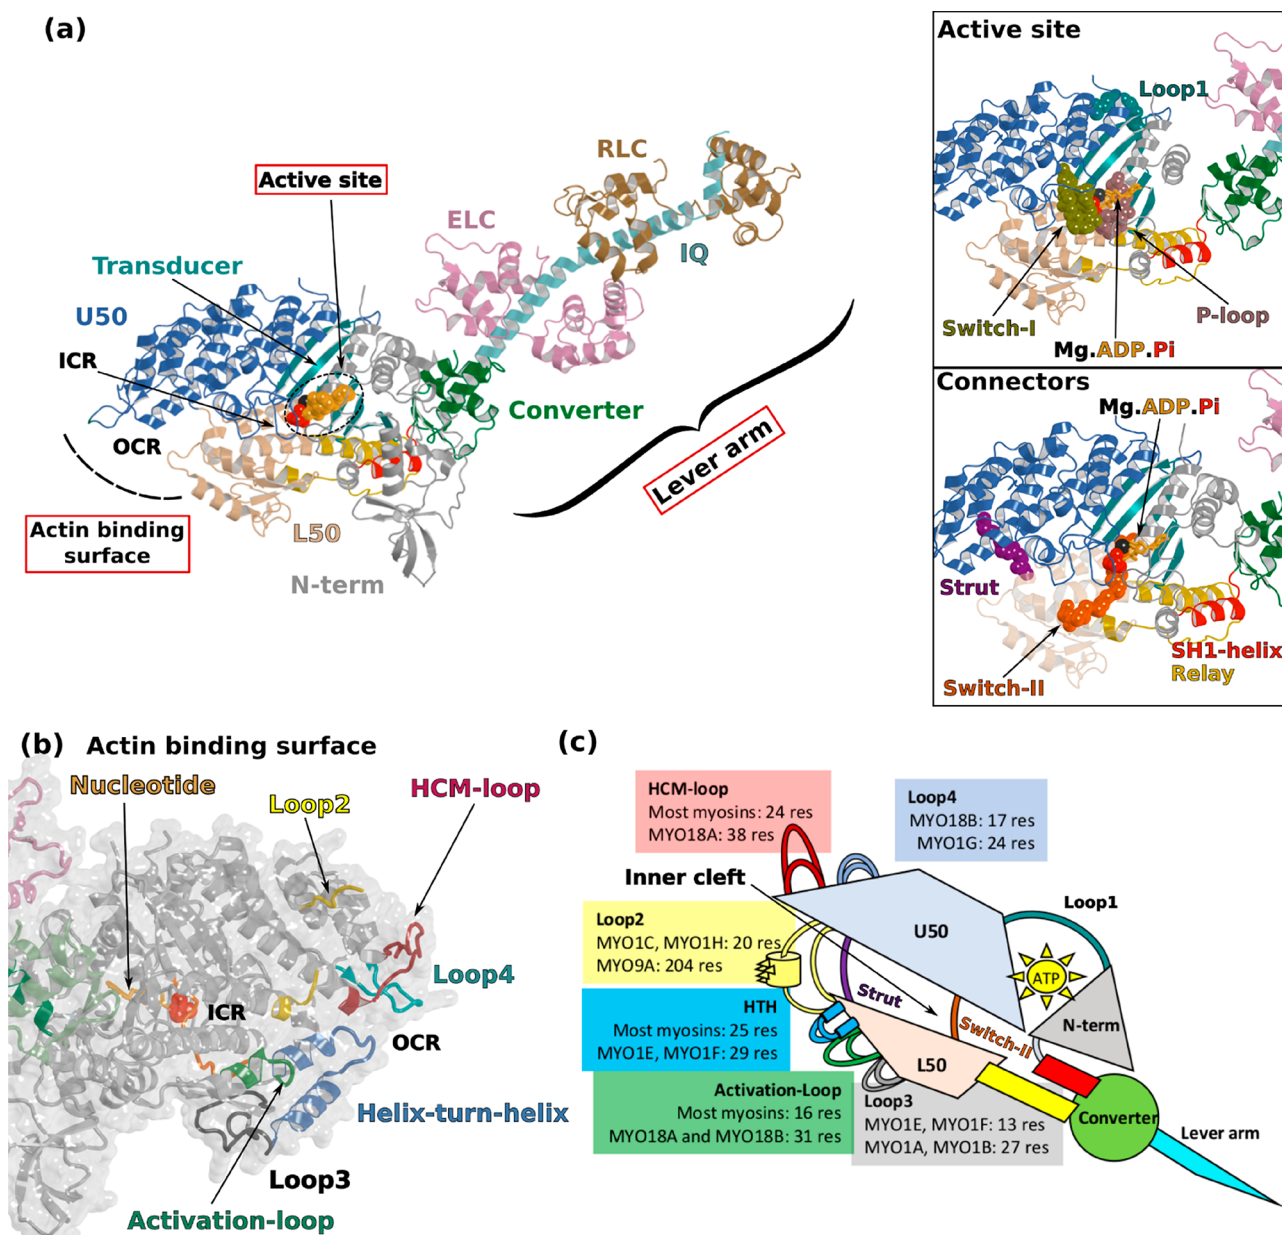 (a)
Active site
RLC
ELC
IQ
Transducer
U50
ICR
OCR
Converter
Lever arm
Actin binding
surface
L50
N-term
Active site
Loop1
Switch-I
P-loop
Mg.ADP.Pi
Connectors
Mg.ADP.Pi
Strut
SH1-helix
Relay
Switch-II
(b) Actin binding surface
Nucleotide
Loop2
HCM-loop
Loop4
ICR
OCR
Helix-turn-helix
Loop3
Activation-loop
(c)
HCM-loop
Most myosins: 24 res
MYO18A: 38 res
Loop4
MYO18B: 17 res
MYO1G: 24 res
Inner cleft
Loop1
Loop2
MYO1C, MYO1H: 20 res
MYO9A: 204 res
U50
ATP
Strut
Switch-II
N-term
HTH
Most myosins: 25 res
MYO1E, MYO1F: 29 res
L50
Activation-Loop
Most myosins: 16 res
MYO18A and MYO18B: 31 res
Loop3
MYO1E, MYO1F: 13 res
MYO1A, MYO1B: 27 res
Converter
Lever arm